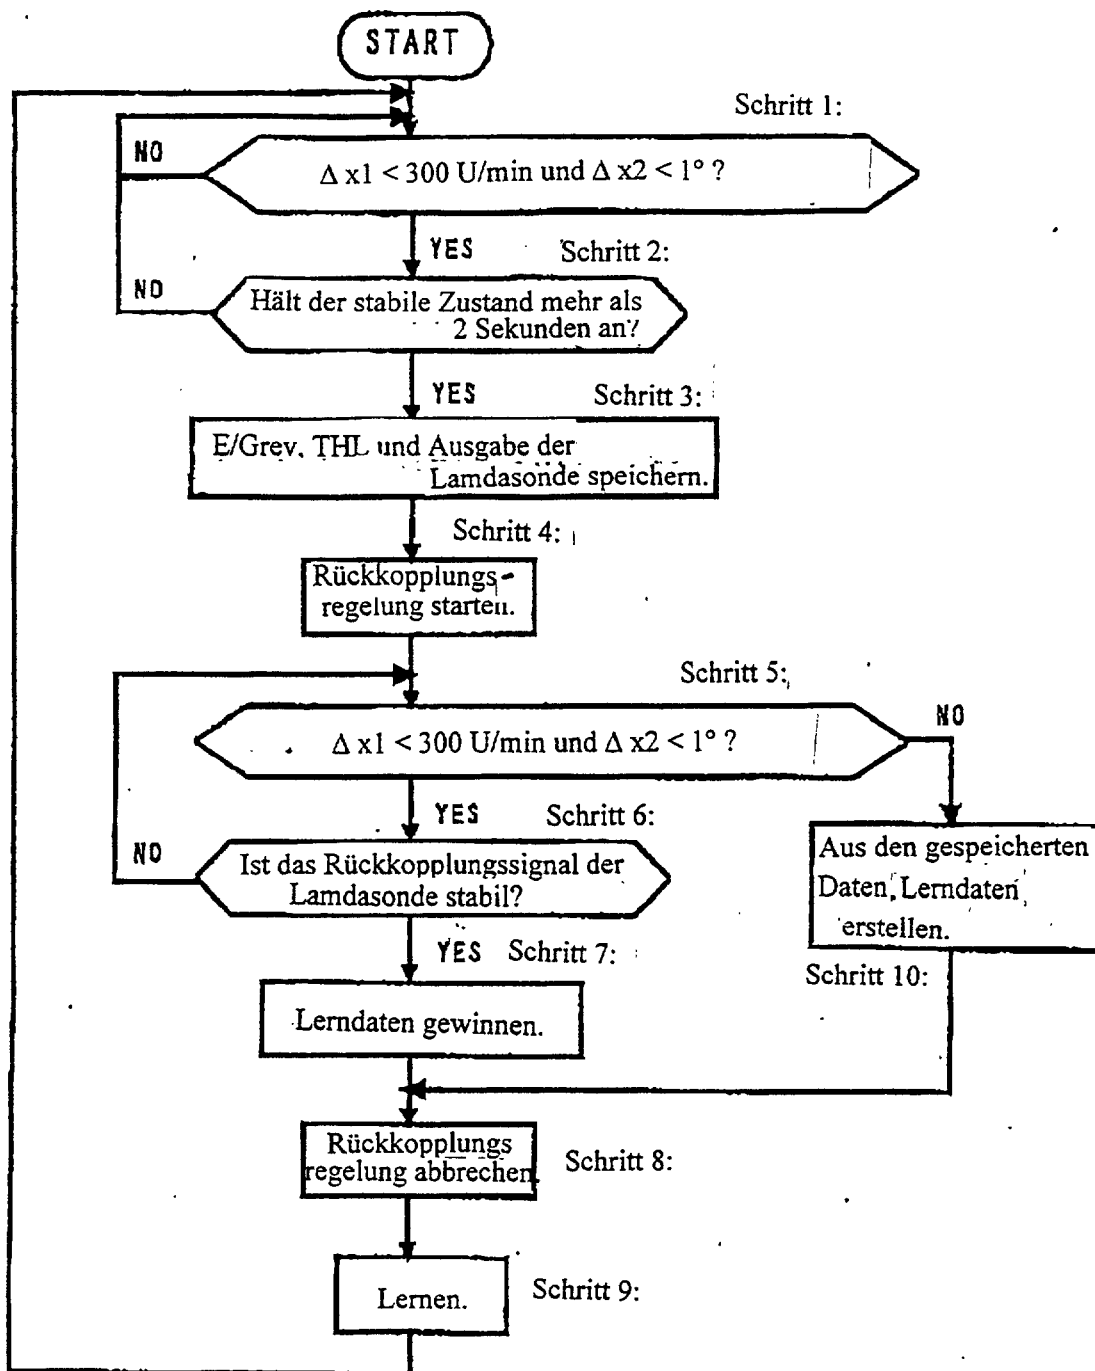 START
Schritt 1:
NO
Δ x1 < 300 U/min und Δ x2 < 1° ?
YES
Schritt 2:
NO
Hält der stabile Zustand mehr als
2 Sekunden an?
YES
Schritt 3:
E/Grev, THL und Ausgabe der
Lamdasonde speichern.
Schritt 4:
Rückkopplungs-
regelung starten.
Schritt 5:
NO
Δ x1 < 300 U/min und Δ x2 < 1° ?
YES
Schritt 6:
NO
Ist das Rückkopplungssignal der
Lamdasonde stabil?
Aus den gespeicherten
Daten, Lerndaten
erstellen.
YES
Schritt 7:
Schritt 10:
Lerndaten gewinnen.
Rückkopplungs
regelung abbrechen.
Schritt 8:
Lernen.
Schritt 9: